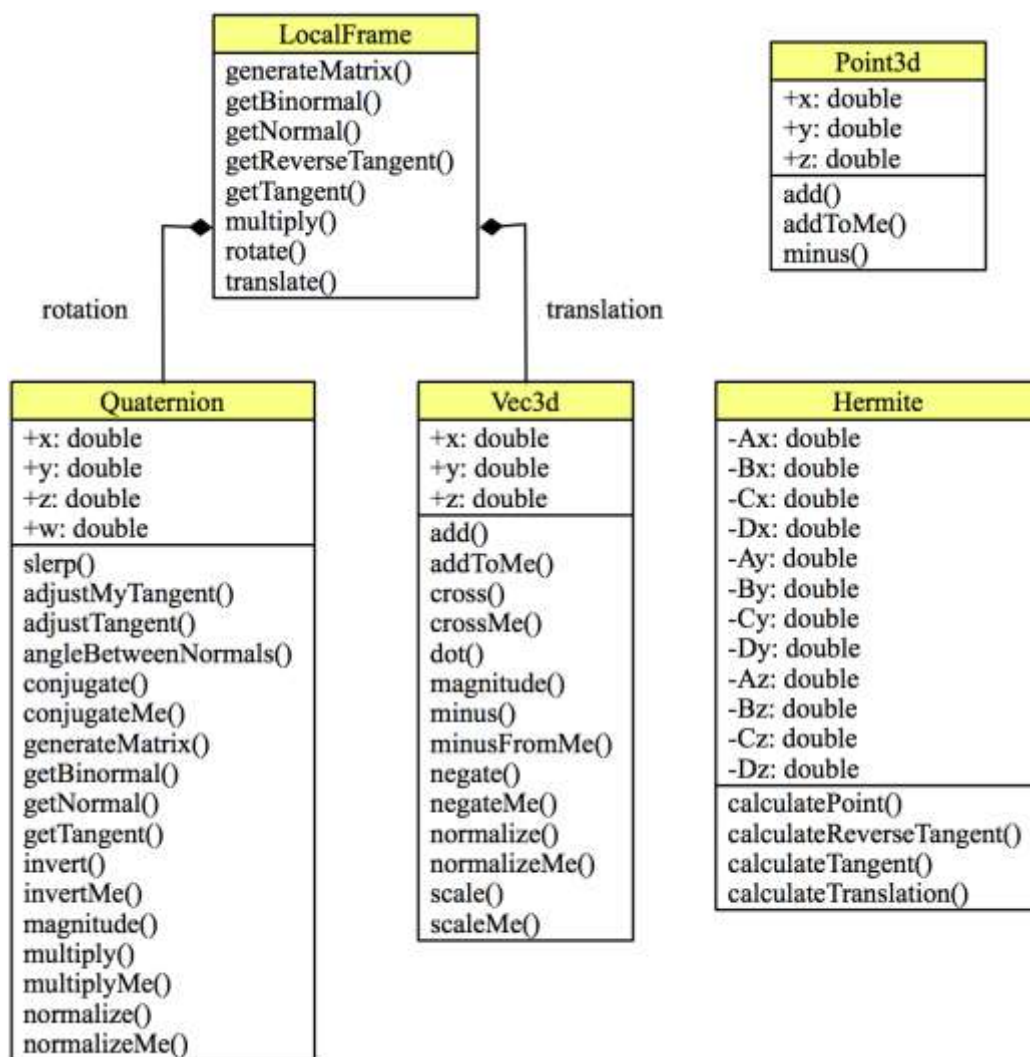 LocalFrame
generateMatrix()
getBinormal()
getNormal()
getReverseTangent()
getTangent()
multiply()
rotate()
translate()
Point3d
+x: double
+y: double
+z: double
add()
addToMe()
minus()
rotation
translation
Quaternion
+x: double
+y: double
+z: double
+w: double
slerp()
adjustMyTangent()
adjustTangent()
angleBetweenNormals()
conjugate()
conjugateMe()
generateMatrix()
getBinormal()
getNormal()
getTangent()
invert()
invertMe()
magnitude()
multiply()
multiplyMe()
normalize()
normalizeMe()
Vec3d
+x: double
+y: double
+z: double
add()
addToMe()
cross()
crossMe()
dot()
magnitude()
minus()
minusFromMe()
negate()
negateMe()
normalize()
normalizeMe()
scale()
scaleMe()
Hermite
-Ax: double
-Bx: double
-Cx: double
-Dx: double
-Ay: double
-By: double
-Cy: double
-Dy: double
-Az: double
-Bz: double
-Cz: double
-Dz: double
calculatePoint()
calculateReverseTangent()
calculateTangent()
calculateTranslation()